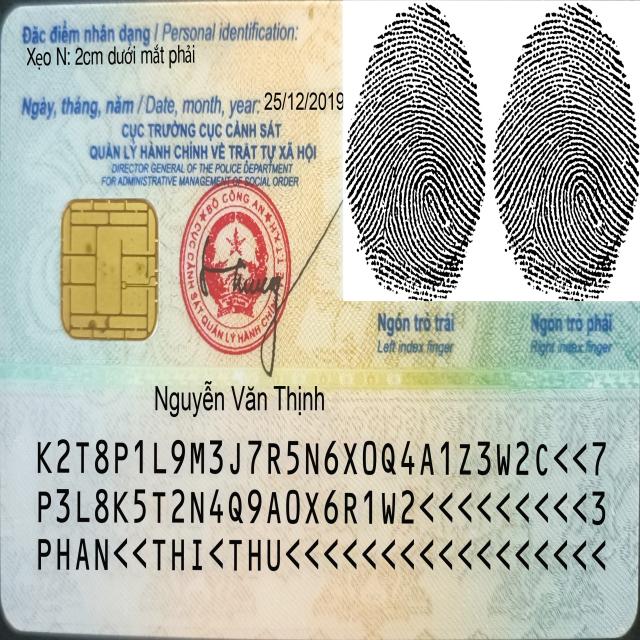 Đặc điểm nhân dạng / Personal identification:
Xẹo N: 2cm dưới mắt phải
Ngày, tháng, năm / Date, month, year: 25/12/2019
CỤC TRƯỞNG CỤC CẢNH SÁT
QUẢN LÝ HÀNH CHÍNH VỀ TRẬT TỰ XÃ HỘI
DIRECTOR GENERAL OF THE POLICE DEPARTMENT
FOR ADMINISTRATIVE MANAGEMENT OF SOCIAL ORDER
BỘ CÔNG AN
CỤC CẢNH SÁT QUẢN LÝ HÀNH CHÍNH
Ngón trỏ trái
Ngón trỏ phải
Left index finger
Right index finger
Nguyễn Văn Thịnh
K2T8P1L9M3J7R5N6X0Q4A1Z3W2C<<7
P3L8K5T2N4Q9A0X6R1W2<<<<<<<<<3
PHAN<<THI<THU<<<<<<<<<<<<<<<<<